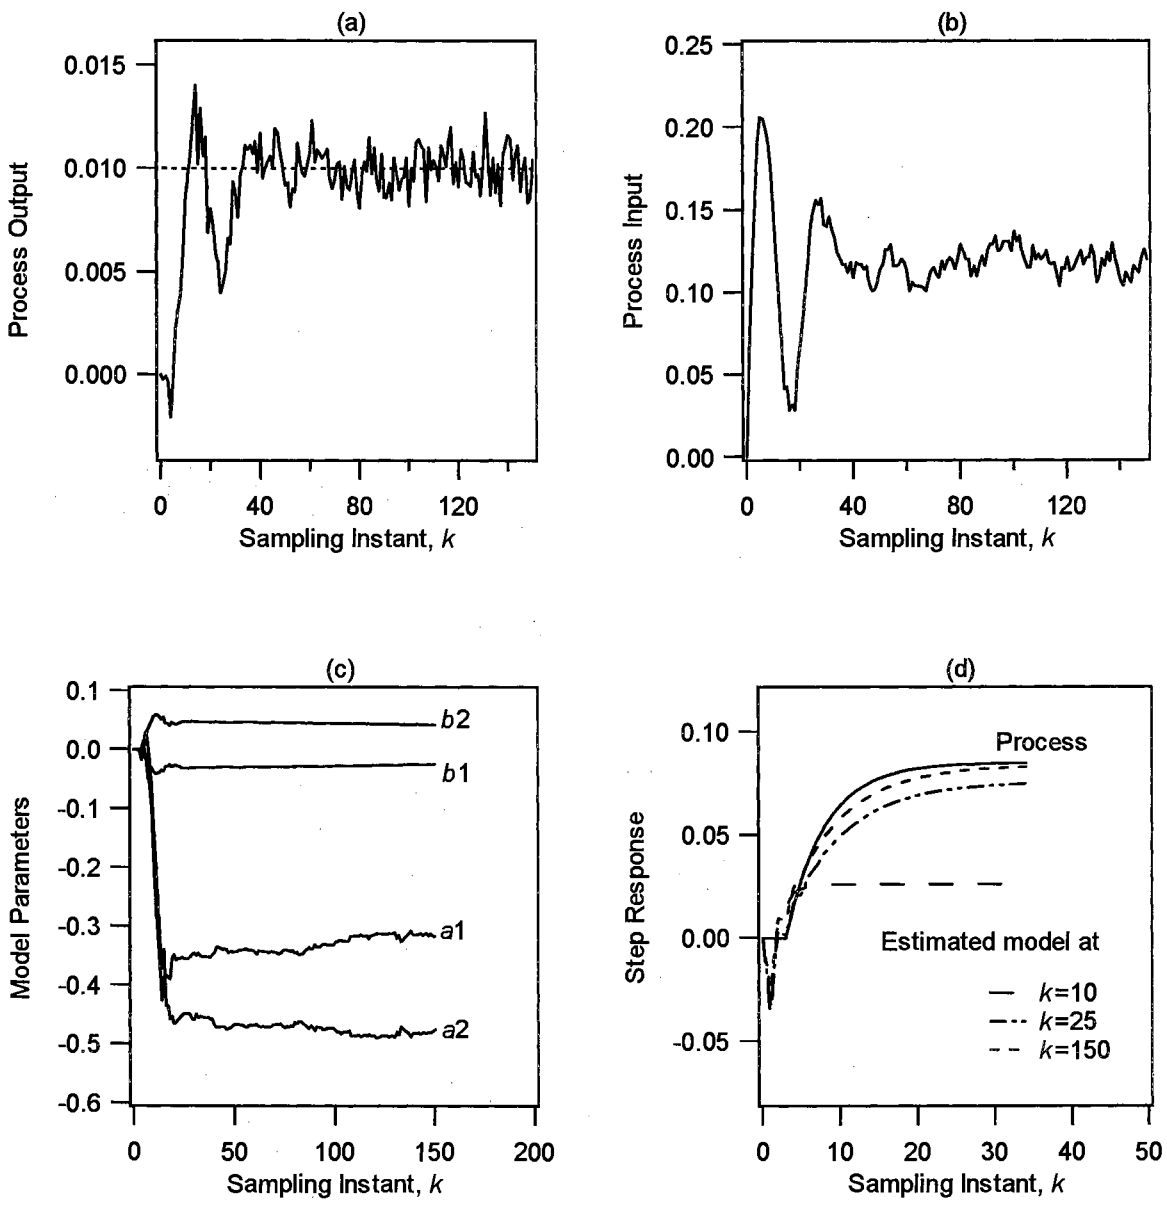 (a)
Process Output
0.015
0.010
0.005
0.000
0 40 80 120
Sampling Instant, k
(b)
Process Input
0.25
0.20
0.15
0.10
0.05
0.00
0 40 80 120
Sampling Instant, k
(c)
Model Parameters
0.1
0.0
-0.1
-0.2
-0.3
-0.4
-0.5
-0.6
b2
b1
a1
a2
0 50 100 150 200
Sampling Instant, k
(d)
Step Response
0.10
0.05
0.00
-0.05
Process
Estimated model at
k=10
k=25
k=150
0 10 20 30 40 50
Sampling Instant, k